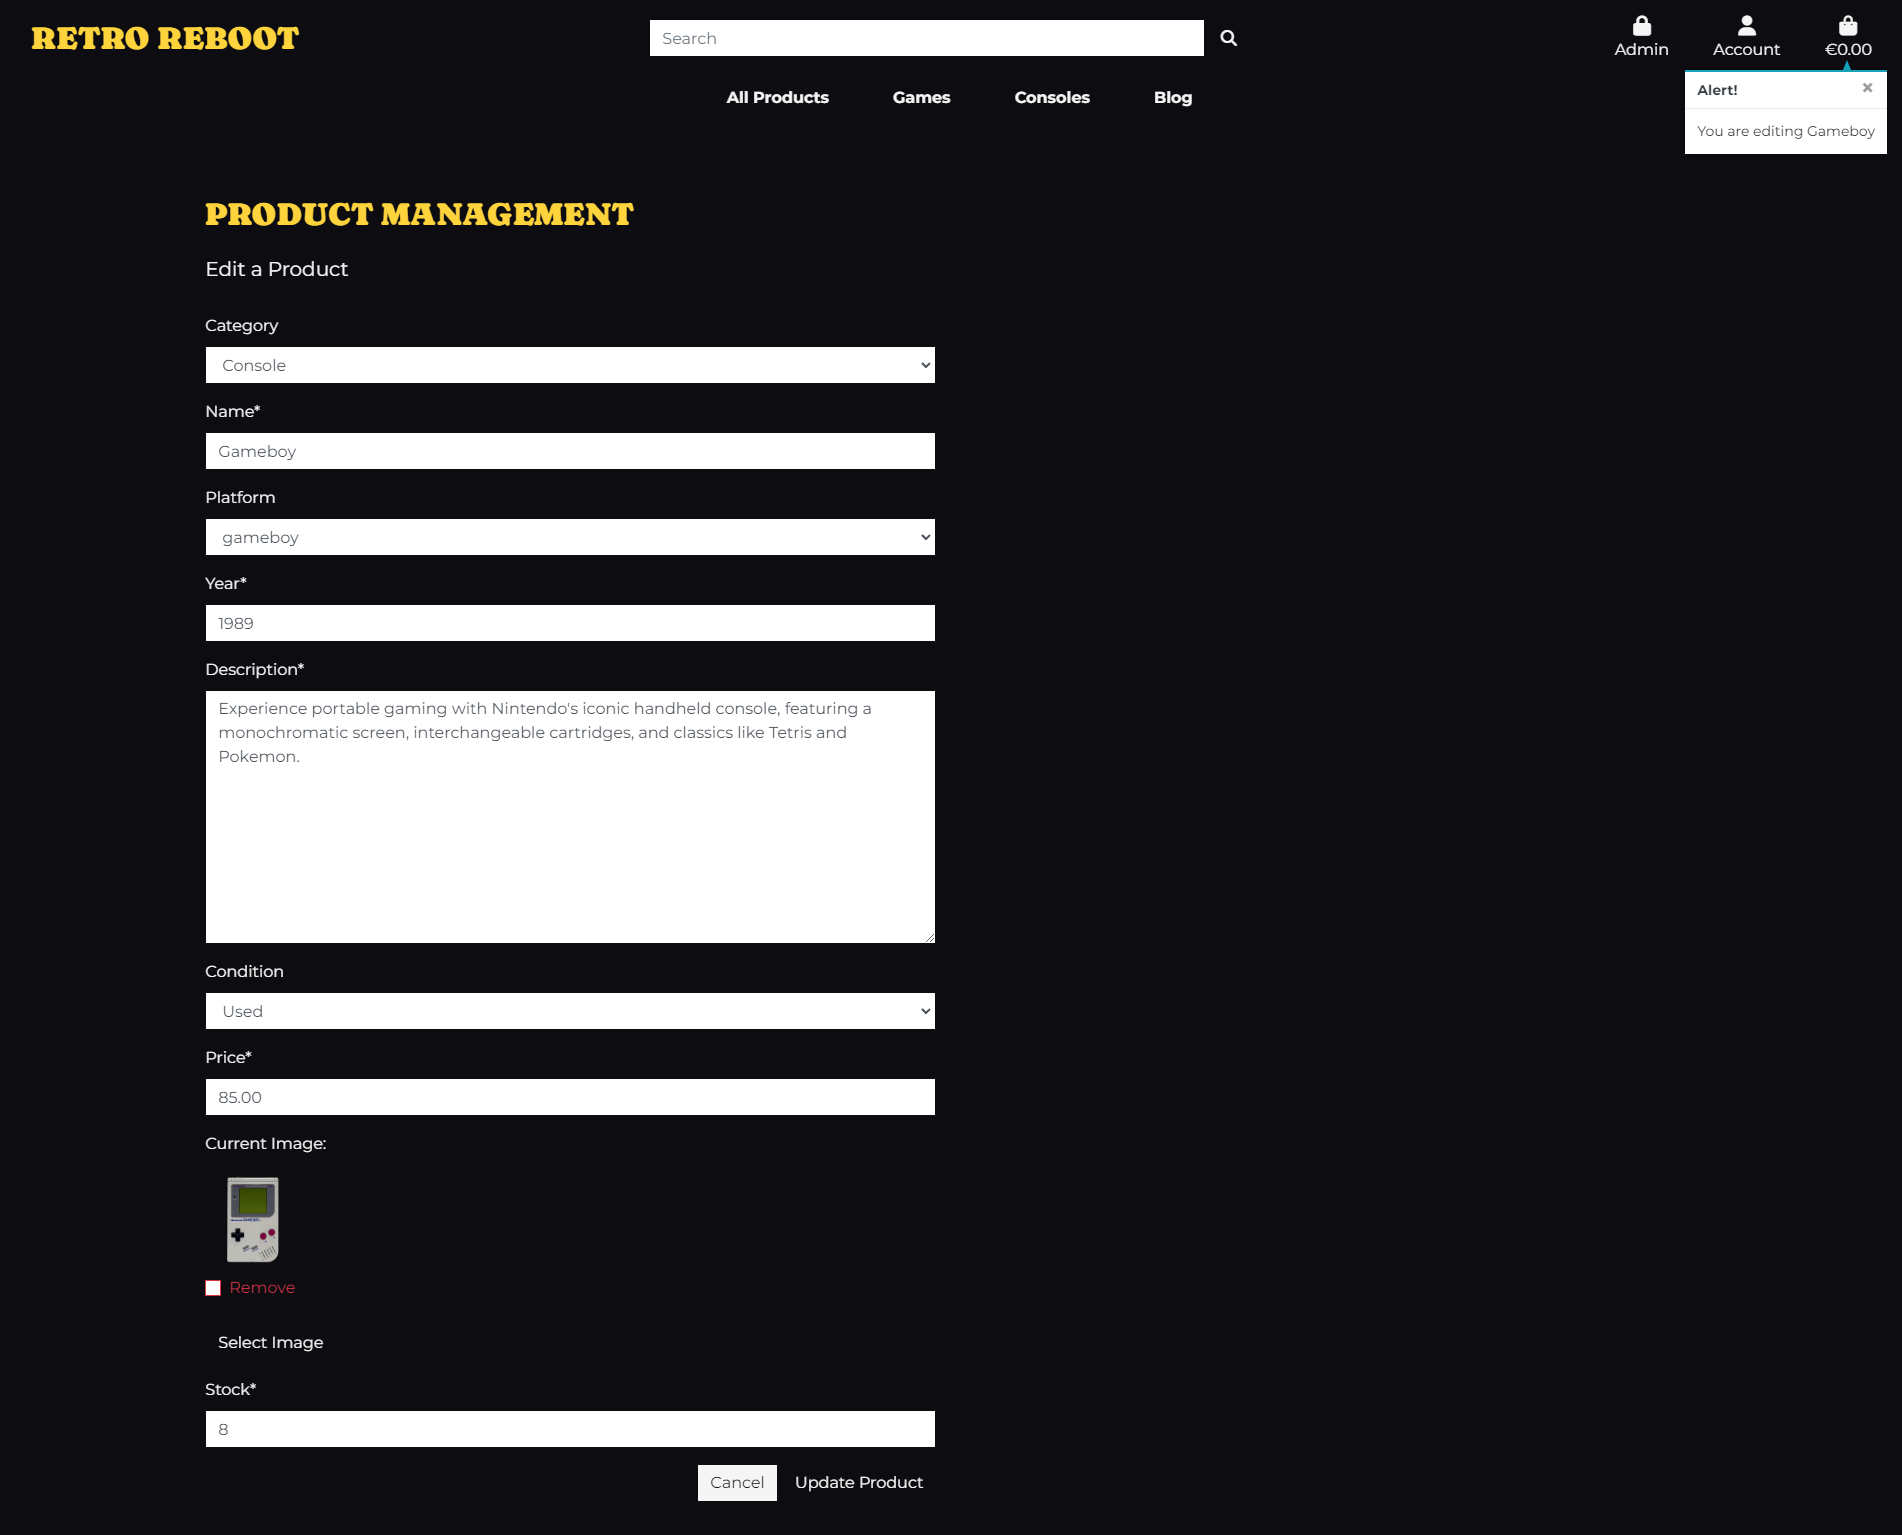 RETRO REBOOT
Search
Admin
Account
€0.00
All Products
Games
Consoles
Blog
Alert!
×
You are editing Gameboy
PRODUCT MANAGEMENT
Edit a Product
Category
Console
Name*
Gameboy
Platform
gameboy
Year*
1989
Description*
Experience portable gaming with Nintendo's iconic handheld console, featuring a
monochromatic screen, interchangeable cartridges, and classics like Tetris and
Pokemon.
Condition
Used
Price*
85.00
Current Image:
Remove
Select Image
Stock*
8
Cancel
Update Product